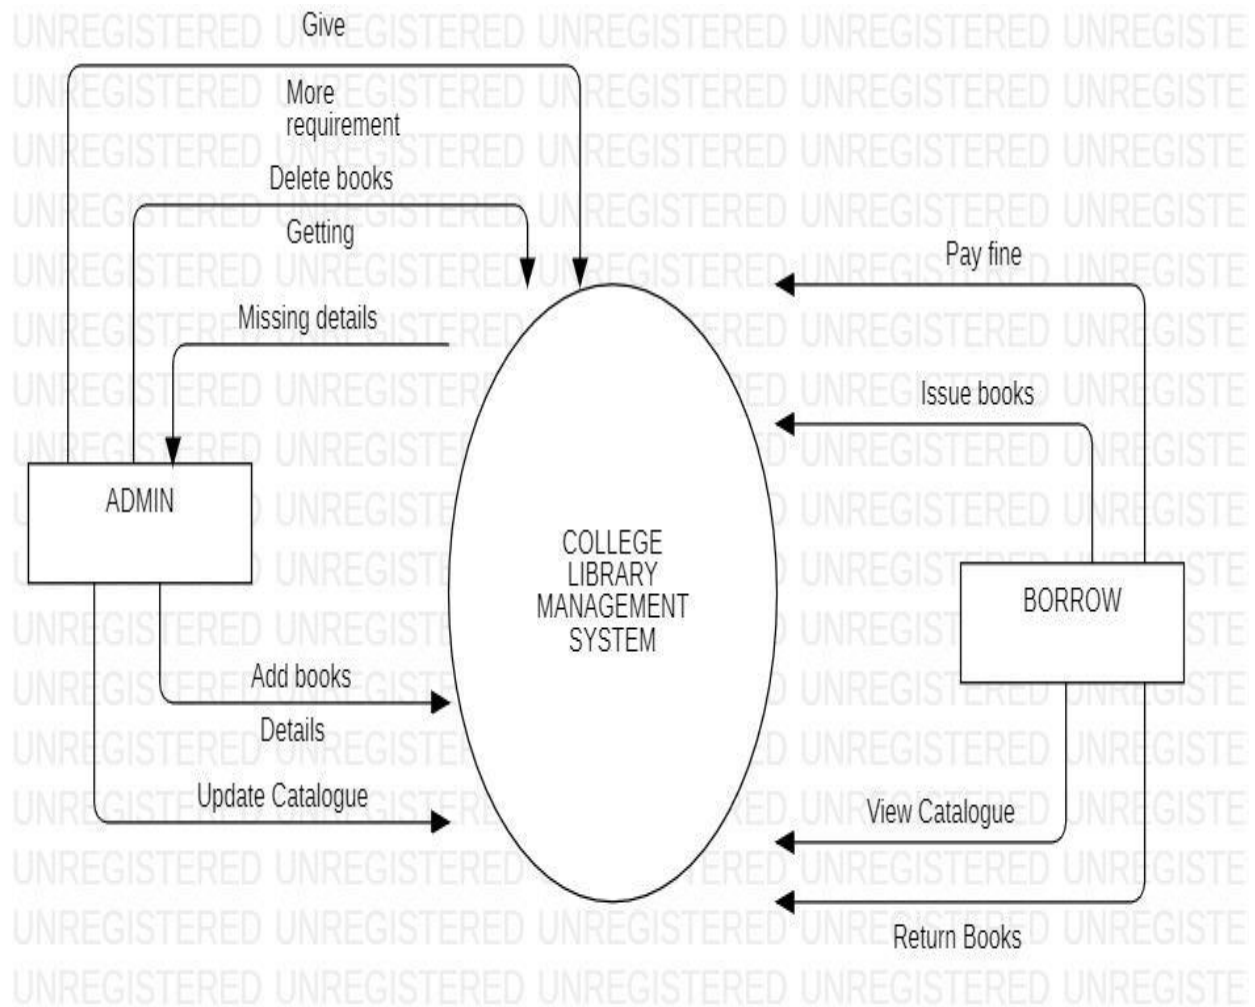 Give
More
requirement
Delete books
Getting
Missing details
ADMIN
Add books
Details
Update Catalogue
COLLEGE
LIBRARY
MANAGEMENT
SYSTEM
Pay fine
Issue books
BORROW
View Catalogue
Return Books
UNREGISTERED UNREGISTERED UNREGISTERED UNREGISTERED UNREGISTE